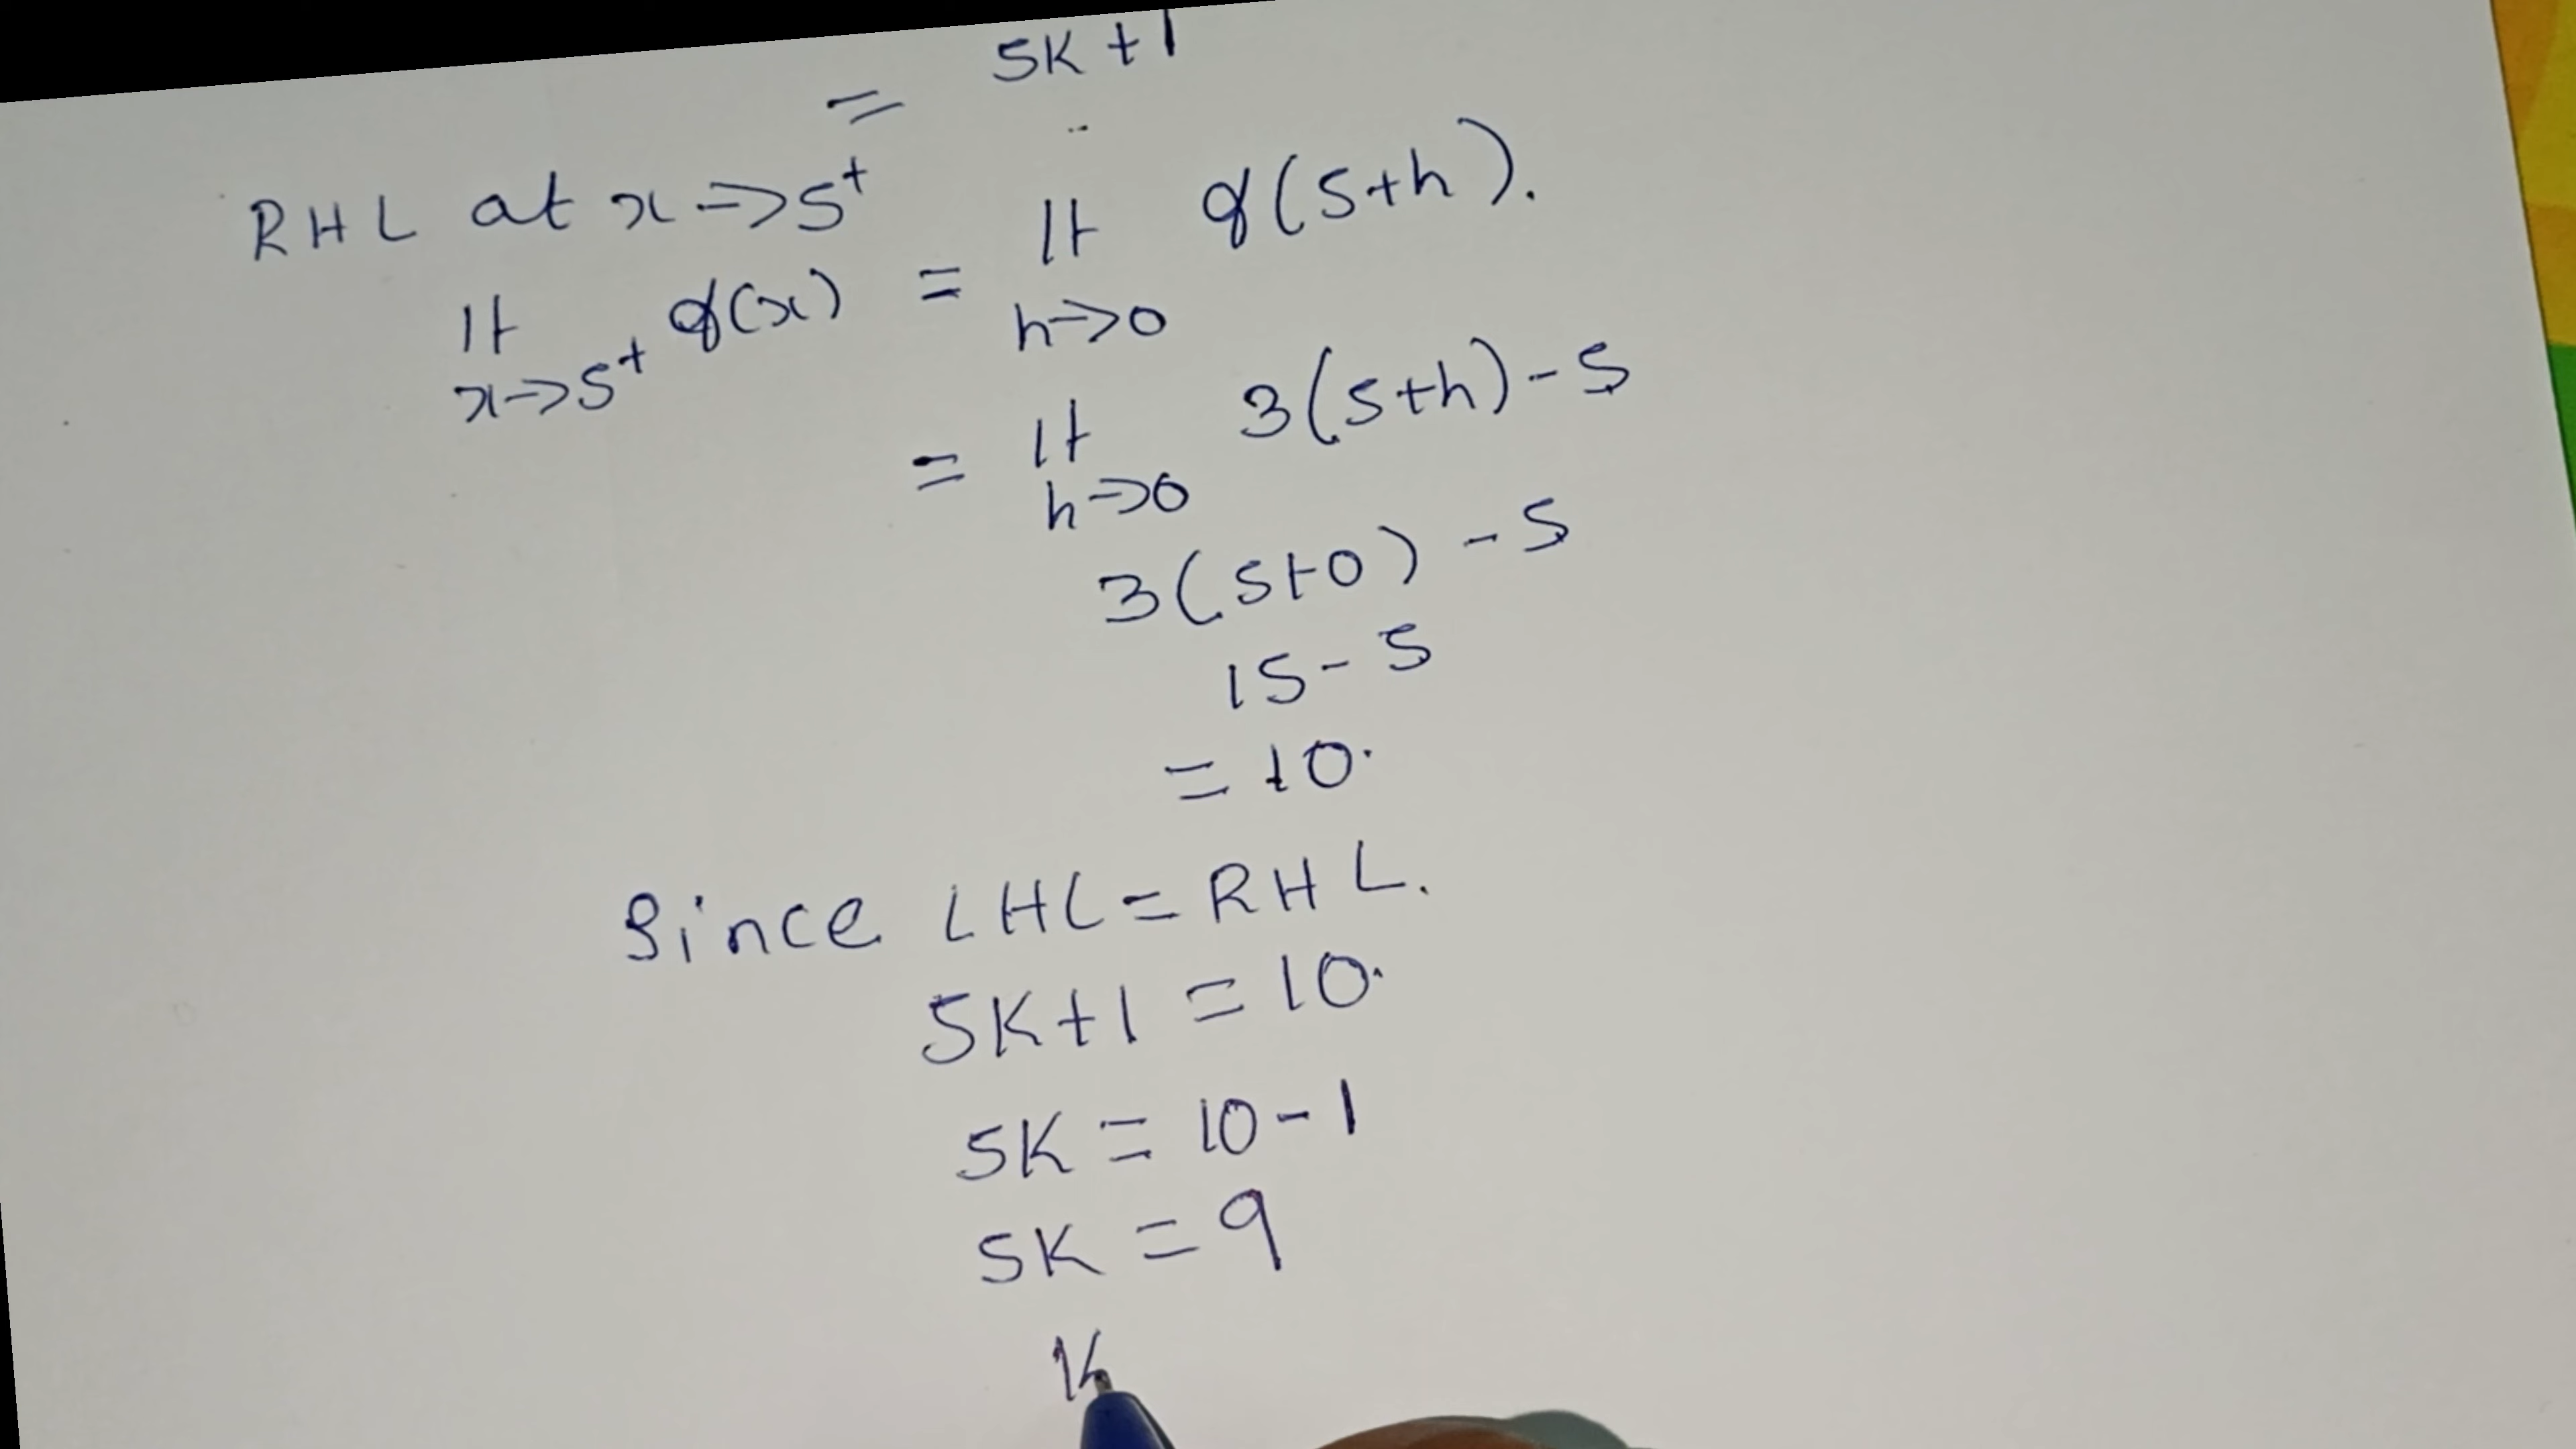 = 5K+1
RHL at x->5+
lt f(x) = lt f(5+h).
x->5+ h->0
= lt 3(5+h)-5
h->0
3(5+0)-5
15-5
= 10.
Since LHL=RHL.
5K+1 = 10.
5K = 10-1
5K = 9
K